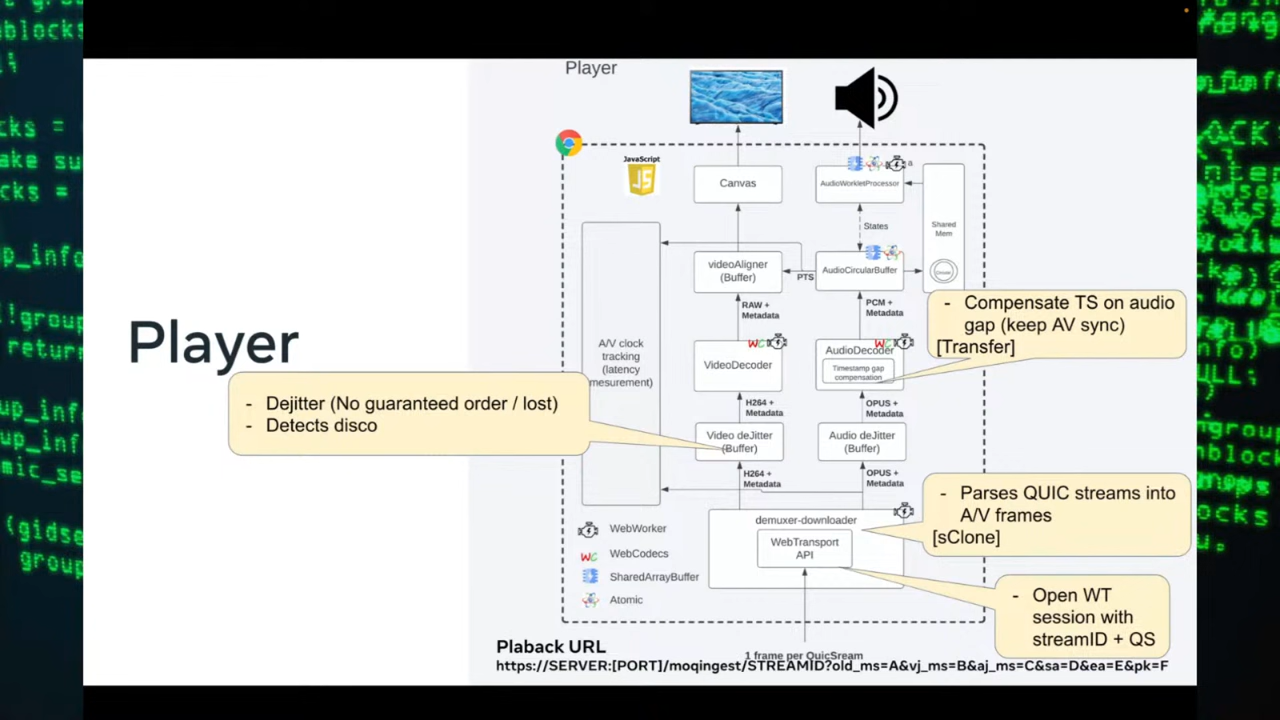 Player
Player
JavaScript
JS
Canvas
AudioWorkletProcessor
a
States
Shared
Mem
videoAligner
(Buffer)
PTS
AudioCircularBuffer
RAW +
Metadata
PCM +
Metadata
A/V clock
tracking
(latency
mesurement)
VideoDecoder
WC
AudioDecoder
WC
Timestamp gap
compensation
H264 +
Metadata
OPUS +
Metadata
Video deJitter
(Buffer)
Audio deJitter
(Buffer)
H264 +
Metadata
OPUS +
Metadata
demuxer-downloader
WebTransport
API
WebWorker
WC WebCodecs
SharedArrayBuffer
Atomic
- Compensate TS on audio
gap (keep AV sync)
[Transfer]
- Dejitter (No guaranteed order / lost)
- Detects disco
- Parses QUIC streams into
A/V frames
[sClone]
- Open WT
session with
streamID + QS
1 frame per QuicSream
Plaback URL
https://SERVER:[PORT]/moqingest/STREAMID?old_ms=A&vj_ms=B&aj_ms=C&sa=D&ea=E&pk=F